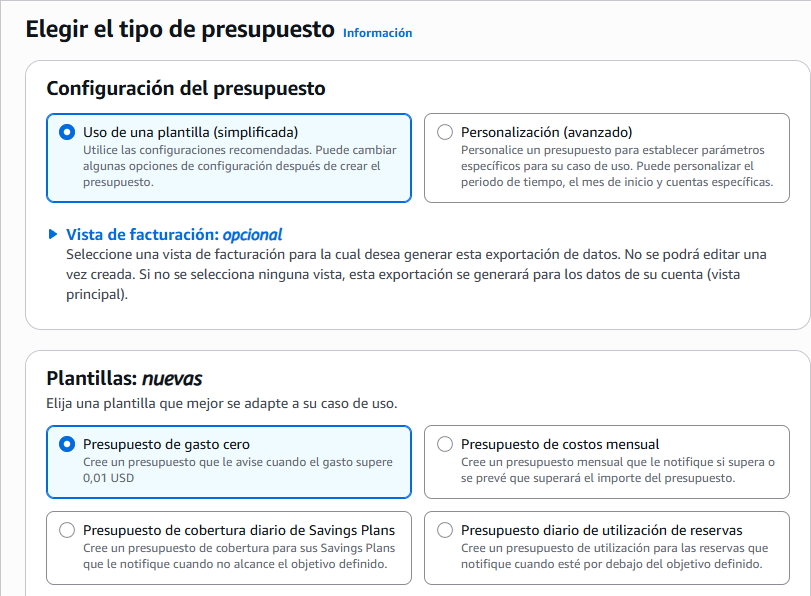 Elegir el tipo de presupuesto Información
Configuración del presupuesto
Uso de una plantilla (simplificada)
Utilice las configuraciones recomendadas. Puede cambiar
algunas opciones de configuración después de crear el
presupuesto.
Personalización (avanzado)
Personalice un presupuesto para establecer parámetros
específicos para su caso de uso. Puede personalizar el
periodo de tiempo, el mes de inicio y cuentas específicas.
Vista de facturación: opcional
Seleccione una vista de facturación para la cual desea generar esta exportación de datos. No se podrá editar una
vez creada. Si no se selecciona ninguna vista, esta exportación se generará para los datos de su cuenta (vista
principal).
Plantillas: nuevas
Elija una plantilla que mejor se adapte a su caso de uso.
Presupuesto de gasto cero
Cree un presupuesto que le avise cuando el gasto supere
0,01 USD
Presupuesto de costos mensual
Cree un presupuesto mensual que le notifique si supera o
se prevé que superará el importe del presupuesto.
Presupuesto de cobertura diario de Savings Plans
Cree un presupuesto de cobertura para sus Savings Plans
que le notifique cuando no alcance el objetivo definido.
Presupuesto diario de utilización de reservas
Cree un presupuesto de utilización para las reservas que
notifique cuando esté por debajo del objetivo definido.